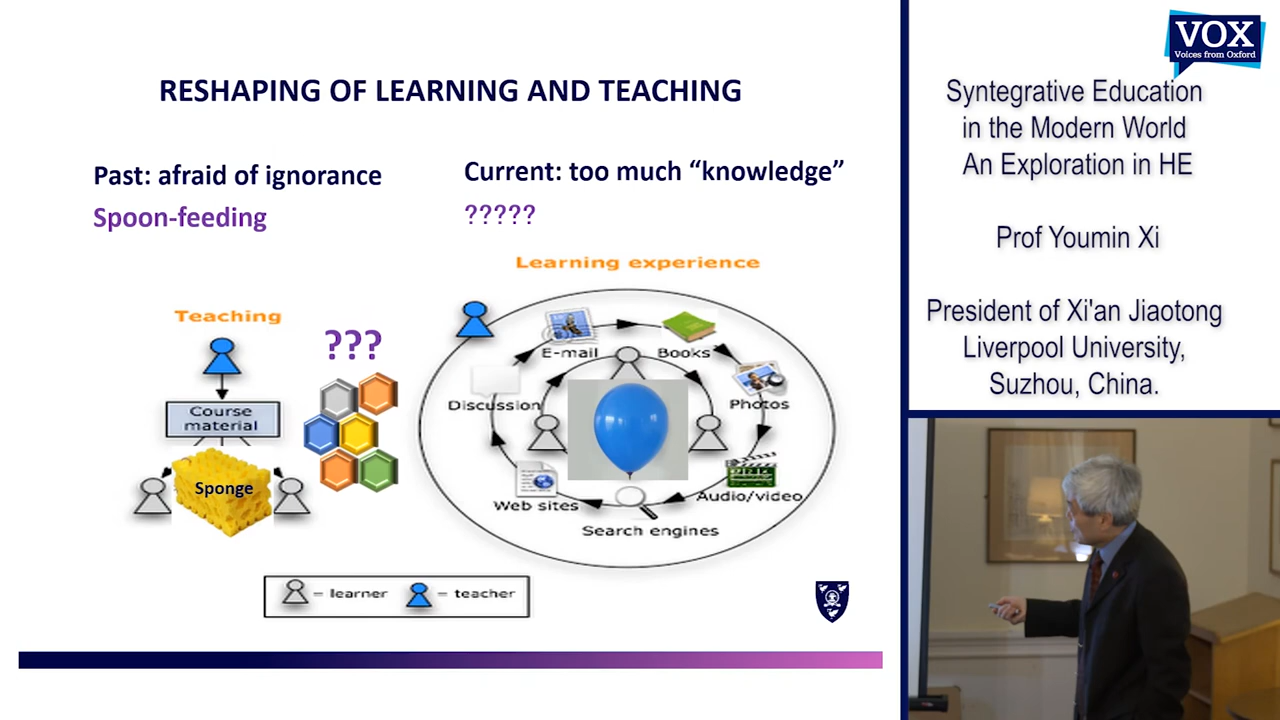 RESHAPING OF LEARNING AND TEACHING
Past: afraid of ignorance
Spoon-feeding
Current: too much “knowledge”
?????
Teaching
???
Course
material
Sponge
Learning experience
E-mail
Books
Discussion
Photos
Web sites
Audio/video
Search engines
= learner
= teacher
VOX
Voices from Oxford
Syntegrative Education
in the Modern World
An Exploration in HE
Prof Youmin Xi
President of Xi'an Jiaotong
Liverpool University,
Suzhou, China.